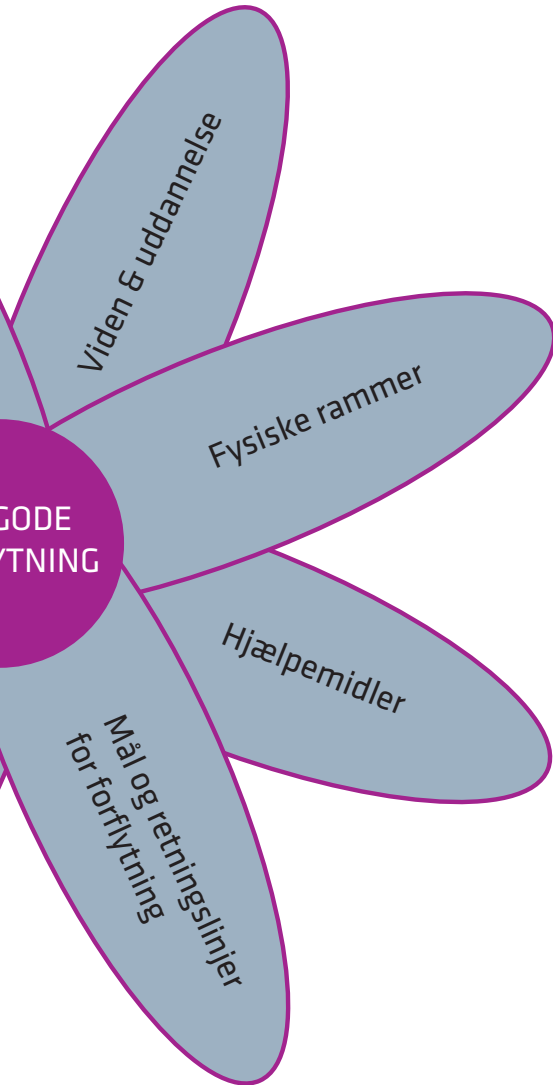 Viden & uddannelse
Fysiske rammer
GODE
YTNING
Hjælpemidler
Mål og retningslinjer
for forflytning